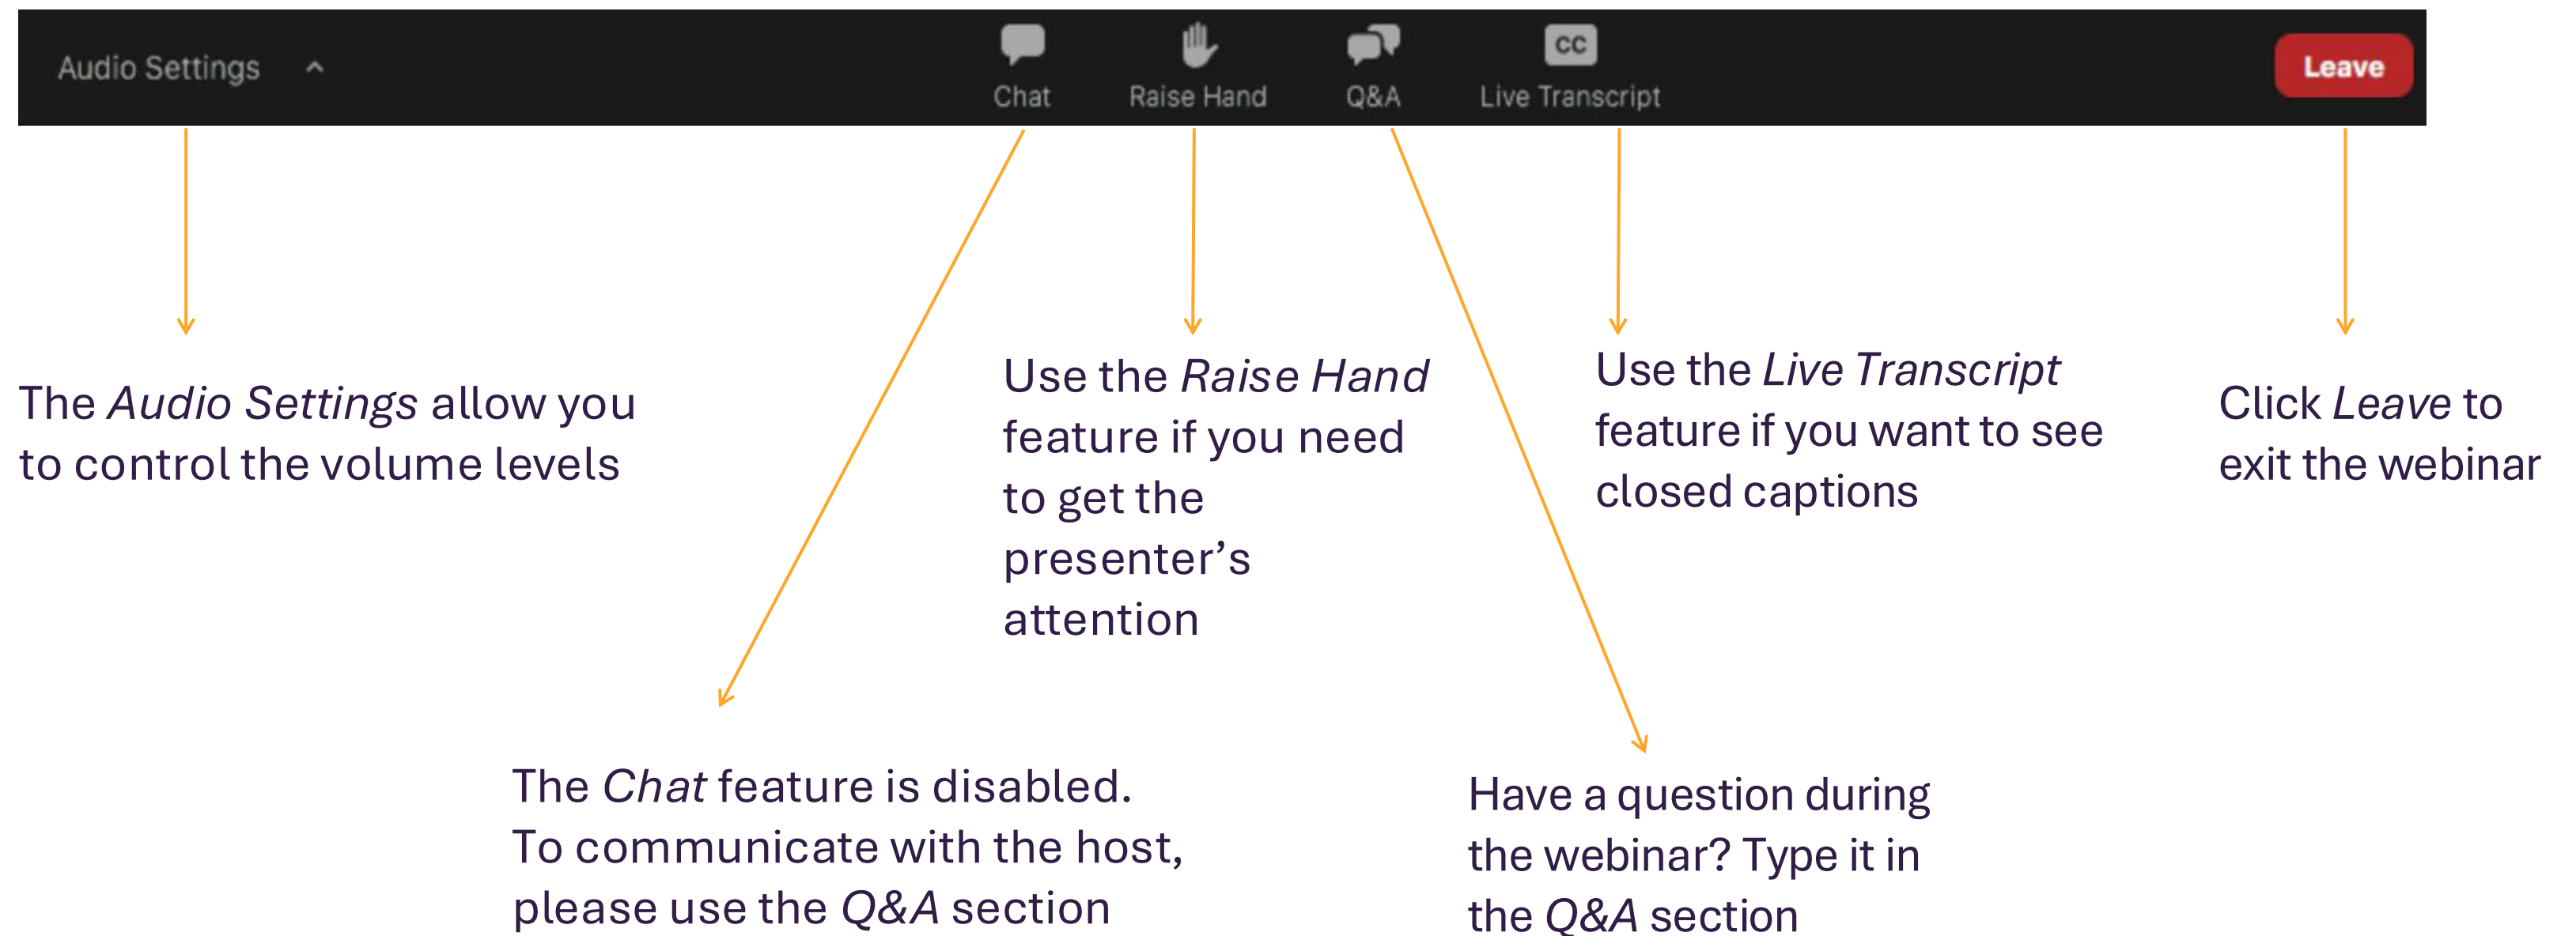 Audio Settings
Chat
Raise Hand
Q&A
CC
Live Transcript
Leave
The Audio Settings allow you
to control the volume levels
Use the Raise Hand
feature if you need
to get the
presenter’s
attention
Use the Live Transcript
feature if you want to see
closed captions
Click Leave to
exit the webinar
The Chat feature is disabled.
To communicate with the host,
please use the Q&A section
Have a question during
the webinar? Type it in
the Q&A section